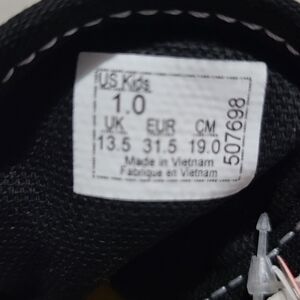 US Kids
1.0
UK EUR CM
13.5 31.5 19.0
Made in Vietnam
Fabriqué en Vietnam
507698